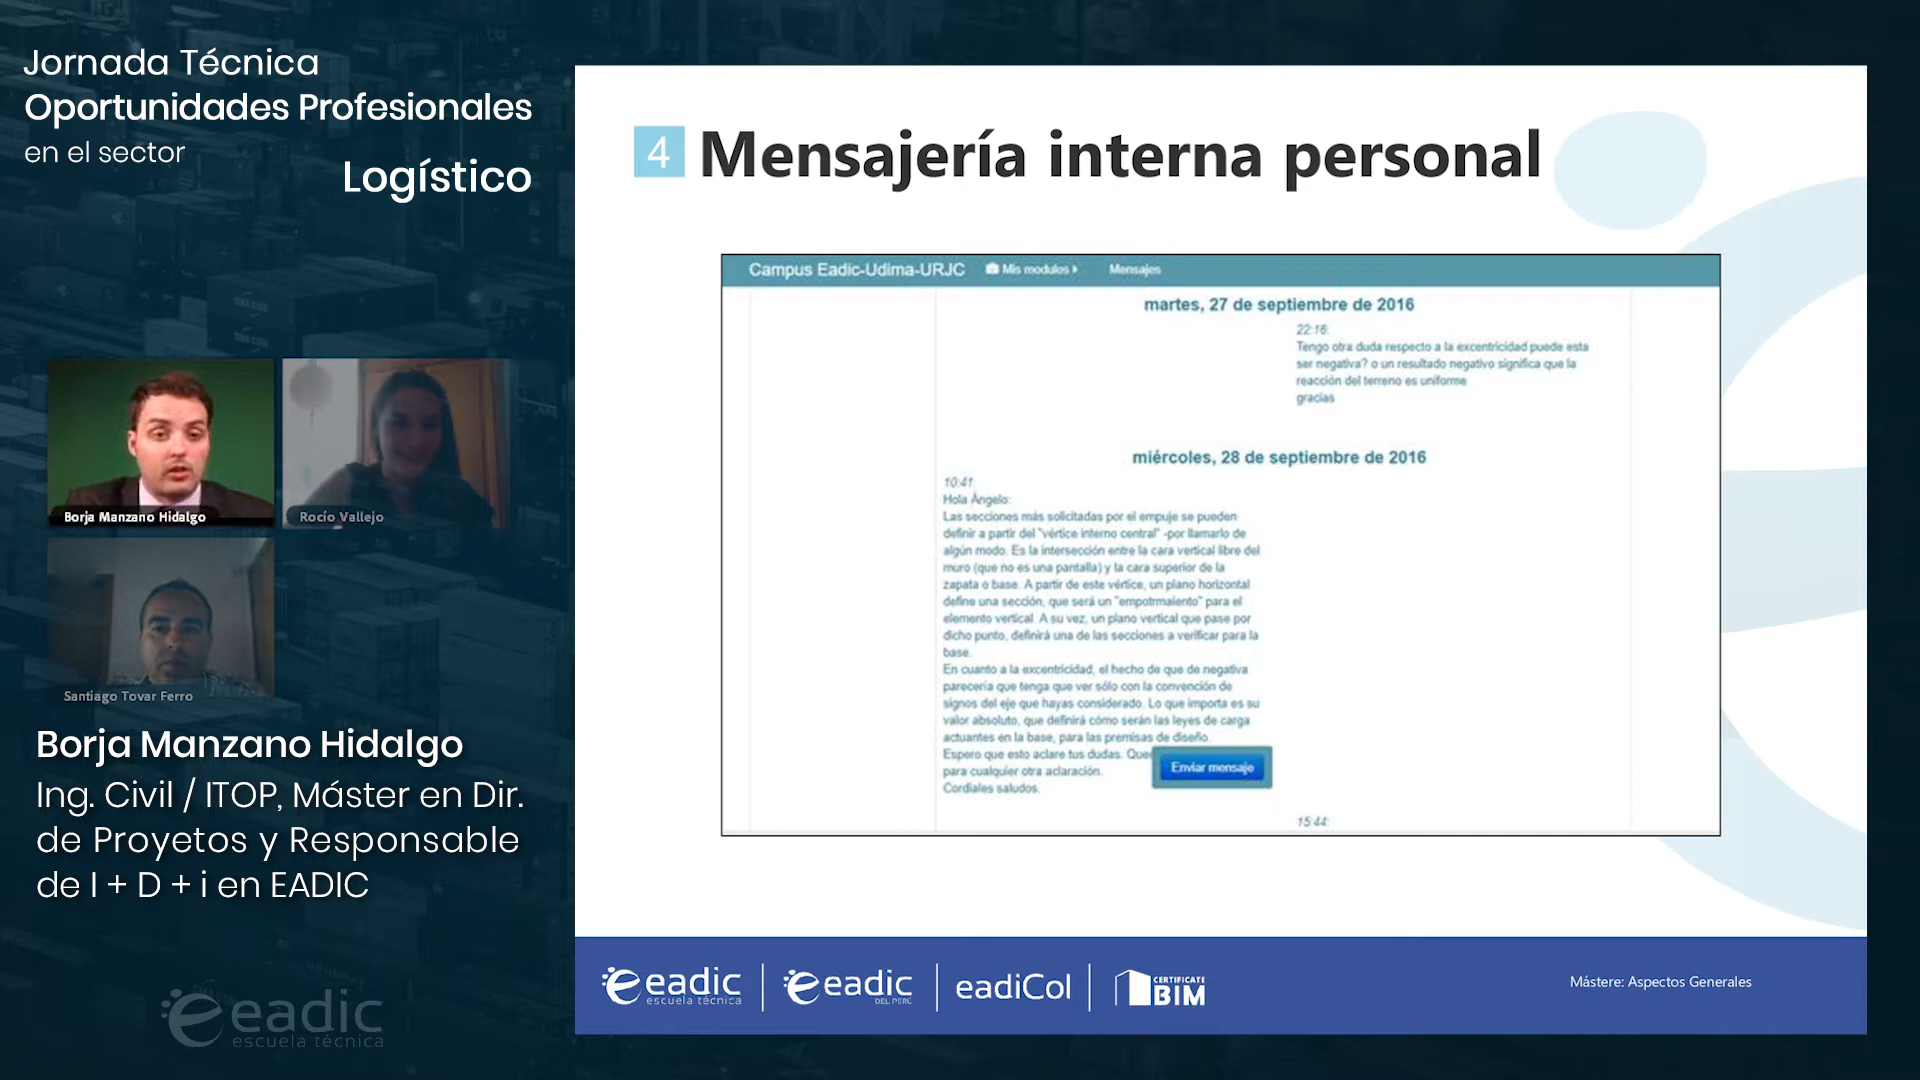 Jornada Técnica
Oportunidades Profesionales
en el sector
Logístico
Borja Manzano Hidalgo
Rocío Vallejo
Santiago Tovar Ferro
Borja Manzano Hidalgo
Ing. Civil / ITOP, Máster en Dir.
de Proyetos y Responsable
de I + D + i en EADIC
eadic
escuela técnica
4 Mensajería interna personal
Campus Eadic-Udima-URJC Mis modulos Mensajes
martes, 27 de septiembre de 2016
22:16:
Tengo otra duda respecto a la excentricidad puede esta
ser negativa? o un resultado negativo significa que la
reacción del terreno es uniforme
gracias
miércoles, 28 de septiembre de 2016
10:41:
Hola Ángelo:
Las secciones más solicitadas por el empuje se pueden
definir a partir del "vértice interno central" -por llamarlo de
algún modo. Es la intersección entre la cara vertical libre del
muro (que no es una pantalla) y la cara superior de la
zapata o base. A partir de este vértice, un plano horizontal
define una sección, que será un "empotrmaiento" para el
elemento vertical. A su vez, un plano vertical que pase por
dicho punto, definirá una de las secciones a verificar para la
base.
En cuanto a la excentricidad, el hecho de que de negativa
parecería que tenga que ver sólo con la convención de
signos del eje que hayas considerado. Lo que importa es su
valor absoluto, que definirá cómo serán las leyes de carga
actuantes en la base, para las premisas de diseño.
Espero que esto aclare tus dudas. Que
para cualquier otra aclaración.
Cordiales saludos.
Enviar mensaje
15:44:
eadic
escuela técnica
eadic
DEL PERÚ
eadiCol
CERTIFICATE
BIM
Mástere: Aspectos Generales